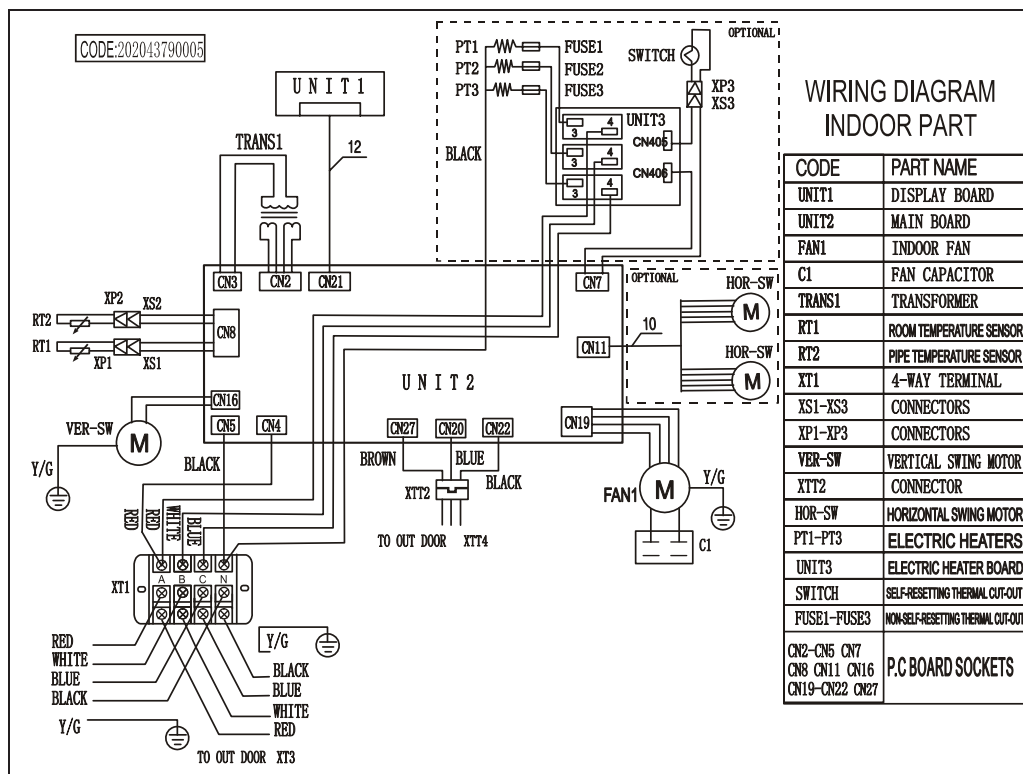 CODE:202043790005
UNIT1
TRANS1
12
OPTIONAL
PT1
FUSE1
PT2
FUSE2
PT3
FUSE3
SWITCH
XP3
XS3
UNIT3
3
4
3
4
3
4
CN405
CN406
BLACK
CN3
CN2
CN21
CN7
OPTIONAL
HOR-SW
M
10
HOR-SW
M
XP2
XS2
RT2
RT1
XP1
XS1
CN8
CN11
UNIT2
CN16
CN5
CN4
CN27
CN20
CN22
CN19
VER-SW
M
Y/G
BLACK
BROWN
BLUE
BLACK
XTT2
TO OUT DOOR XTT4
FAN1
M
Y/G
C1
RED
RED
WHITE
BLUE
XT1
A
B
C
N
RED
WHITE
BLUE
BLACK
Y/G
Y/G
BLACK
BLUE
WHITE
RED
TO OUT DOOR XT3
WIRING DIAGRAM
INDOOR PART
CODE PART NAME
UNIT1 DISPLAY BOARD
UNIT2 MAIN BOARD
FAN1 INDOOR FAN
C1 FAN CAPACITOR
TRANS1 TRANSFORMER
RT1 ROOM TEMPERATURE SENSOR
RT2 PIPE TEMPERATURE SENSOR
XT1 4-WAY TERMINAL
XS1-XS3 CONNECTORS
XP1-XP3 CONNECTORS
VER-SW VERTICAL SWING MOTOR
XTT2 CONNECTOR
HOR-SW HORIZONTAL SWING MOTOR
PT1-PT3 ELECTRIC HEATERS
UNIT3 ELECTRIC HEATER BOARD
SWITCH SELF-RESETTING THERMAL CUT-OUT
FUSE1-FUSE3 NON-SELF-RESETTING THERMAL CUT-OUT
CN2-CN5 CN7
CN8 CN11 CN16
CN19-CN22 CN27
P.C BOARD SOCKETS